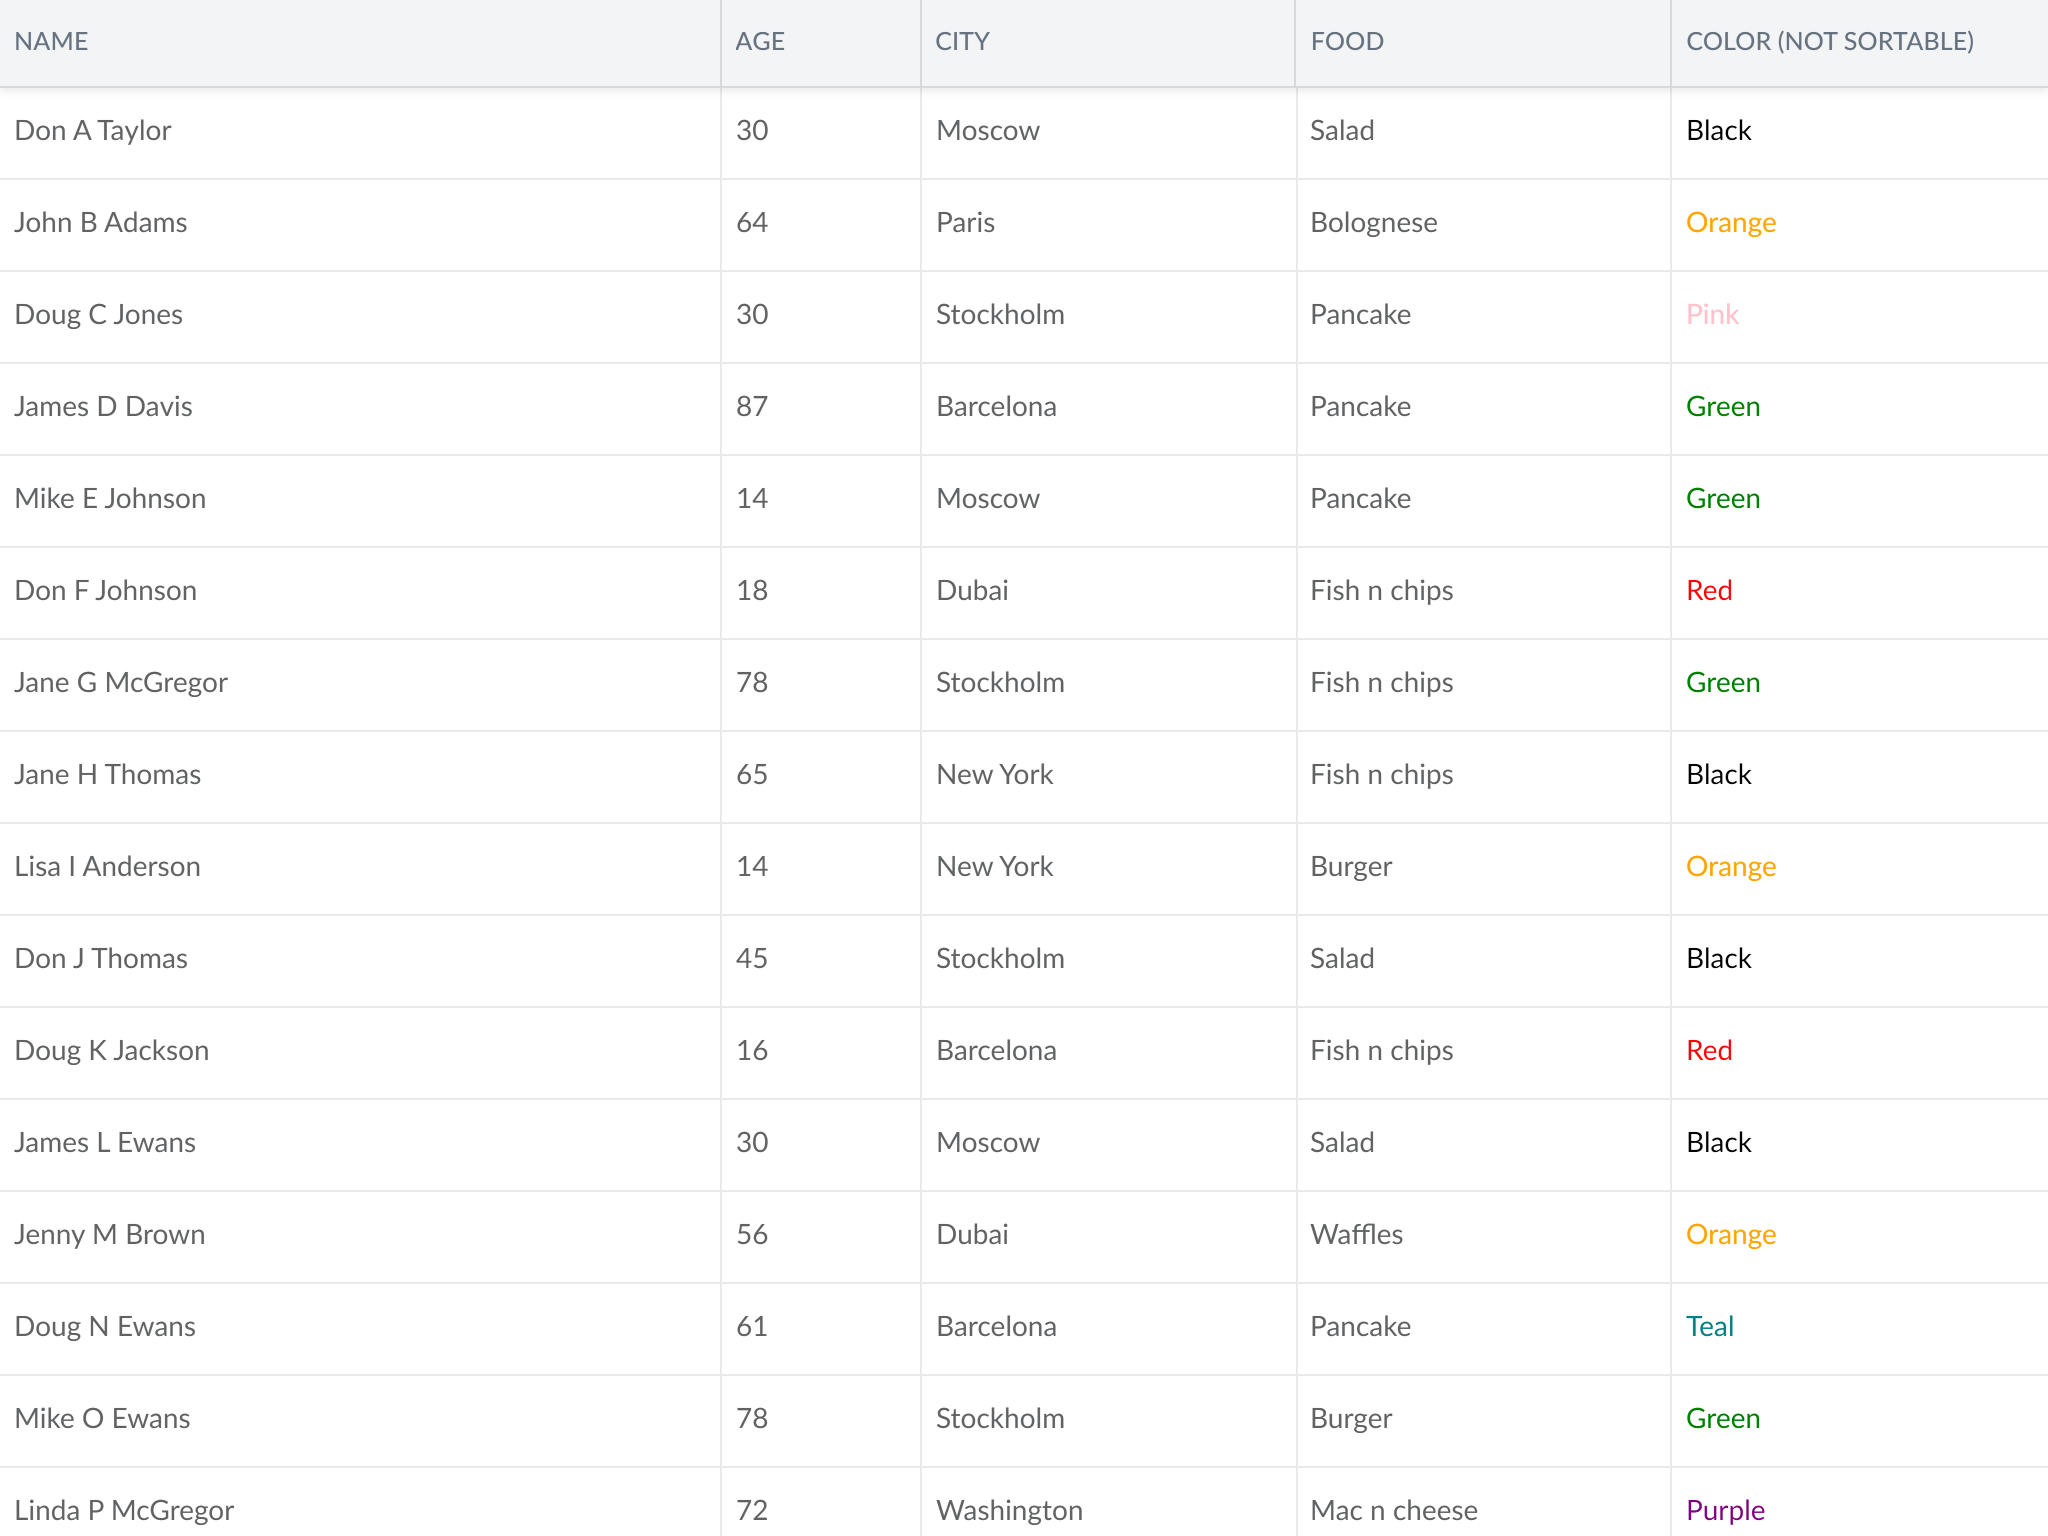 NAME AGE CITY FOOD COLOR (NOT SORTABLE)
Don A Taylor 30 Moscow Salad Black
John B Adams 64 Paris Bolognese Orange
Doug C Jones 30 Stockholm Pancake Pink
James D Davis 87 Barcelona Pancake Green
Mike E Johnson 14 Moscow Pancake Green
Don F Johnson 18 Dubai Fish n chips Red
Jane G McGregor 78 Stockholm Fish n chips Green
Jane H Thomas 65 New York Fish n chips Black
Lisa I Anderson 14 New York Burger Orange
Don J Thomas 45 Stockholm Salad Black
Doug K Jackson 16 Barcelona Fish n chips Red
James L Ewans 30 Moscow Salad Black
Jenny M Brown 56 Dubai Waffles Orange
Doug N Ewans 61 Barcelona Pancake Teal
Mike O Ewans 78 Stockholm Burger Green
Linda P McGregor 72 Washington Mac n cheese Purple